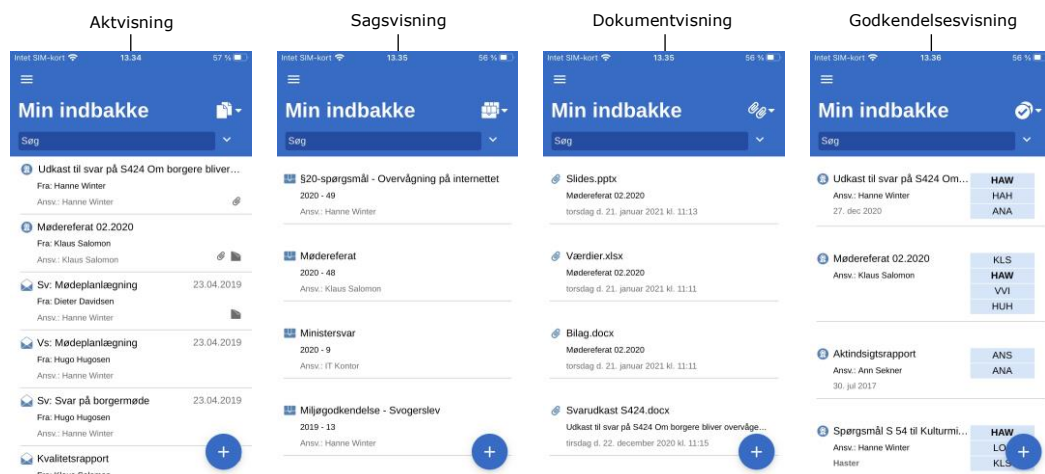 Aktvisning
Intet SIM-kort 13.34 57 %
Min indbakke
Søg
Udkast til svar på S424 Om borgere bliver…
Fra: Hanne Winter
Ansv.: Hanne Winter
Mødereferat 02.2020
Fra: Klaus Salomon
Ansv.: Klaus Salomon
Sv: Mødeplanlægning 23.04.2019
Fra: Dieter Davidsen
Ansv.: Hanne Winter
Vs: Mødeplanlægning 23.04.2019
Fra: Hugo Hugosen
Ansv.: Hanne Winter
Sv: Svar på borgermøde 23.04.2019
Fra: Hugo Hugosen
Ansv.: Hanne Winter
Kvalitetsrapport
+
Sagsvisning
Intet SIM-kort 13.35 56 %
Min indbakke
Søg
§20-spørgsmål - Overvågning på internettet
2020 - 49
Ansv.: Hanne Winter
Mødereferat
2020 - 48
Ansv.: Klaus Salomon
Ministersvar
2020 - 9
Ansv.: IT Kontor
Miljøgodkendelse - Svogerslev
2019 - 13
Ansv.: Hanne Winter
+
Dokumentvisning
Intet SIM-kort 13.35 56 %
Min indbakke
Søg
Slides.pptx
Mødereferat 02.2020
torsdag d. 21. januar 2021 kl. 11:13
Værdier.xlsx
Mødereferat 02.2020
torsdag d. 21. januar 2021 kl. 11:11
Bilag.docx
Mødereferat 02.2020
torsdag d. 21. januar 2021 kl. 11:11
Svarudkast S424.docx
Udkast til svar på S424 Om borgere bliver overvåge…
tirsdag d. 22. december 2020 kl. 11:15
+
Godkendelsesvisning
Intet SIM-kort 13.36 56 %
Min indbakke
Søg
Udkast til svar på S424 Om… HAW
Ansv.: Hanne Winter HAH
27. dec 2020 ANA
Mødereferat 02.2020 KLS
Ansv.: Klaus Salomon HAW
VVI
HUH
Aktindsigtsrapport ANS
Ansv.: Ann Sekner ANA
30. jul 2017
Spørgsmål S 54 til Kulturmi… HAW
Ansv.: Hanne Winter
Haster KLS
+